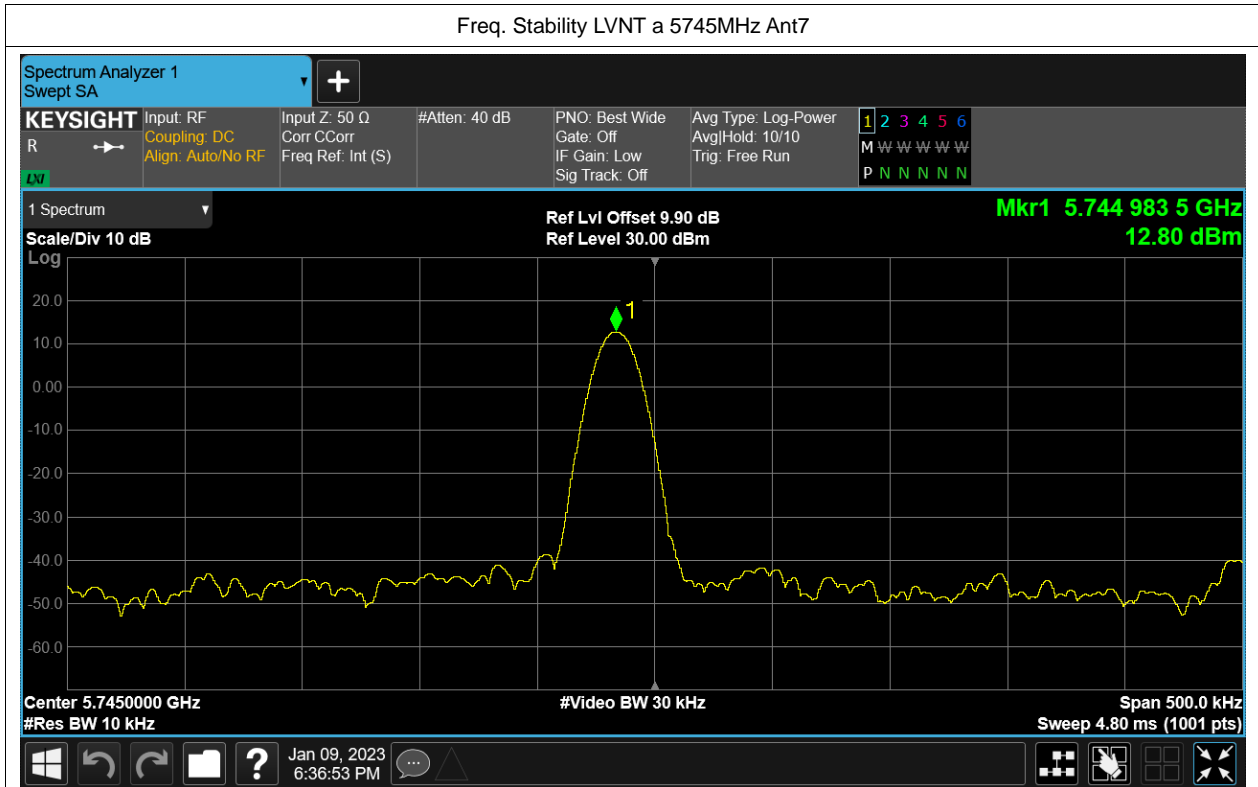 Freq. Stability LVNT a 5745MHz Ant7
Spectrum Analyzer 1
Swept SA
KEYSIGHT
R
LXI
Input: RF
Coupling: DC
Align: Auto/No RF
Input Z: 50 Ω
Corr CCorr
Freq Ref: Int (S)
#Atten: 40 dB
PNO: Best Wide
Gate: Off
IF Gain: Low
Sig Track: Off
Avg Type: Log-Power
Avg|Hold: 10/10
Trig: Free Run
1 2 3 4 5 6
M W W W W W
P N N N N N
1 Spectrum
Scale/Div 10 dB
Log
Ref Lvl Offset 9.90 dB
Ref Level 30.00 dBm
Mkr1 5.744 983 5 GHz
12.80 dBm
1
20.0
10.0
0.00
-10.0
-20.0
-30.0
-40.0
-50.0
-60.0
Center 5.7450000 GHz
#Res BW 10 kHz
#Video BW 30 kHz
Span 500.0 kHz
Sweep 4.80 ms (1001 pts)
?
Jan 09, 2023
6:36:53 PM